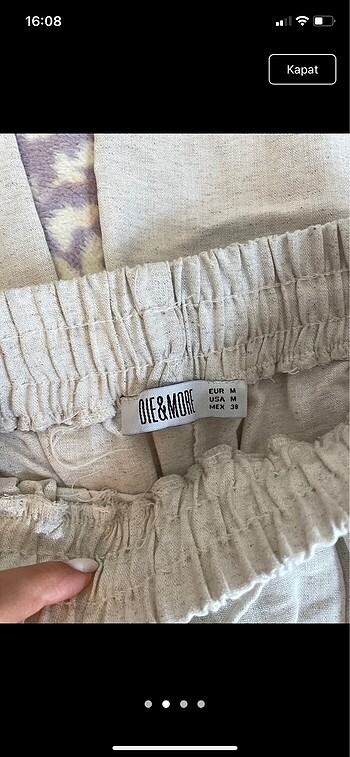 16:08
Kapat
OIE&MORE
EUR M
USA M
MEX 38